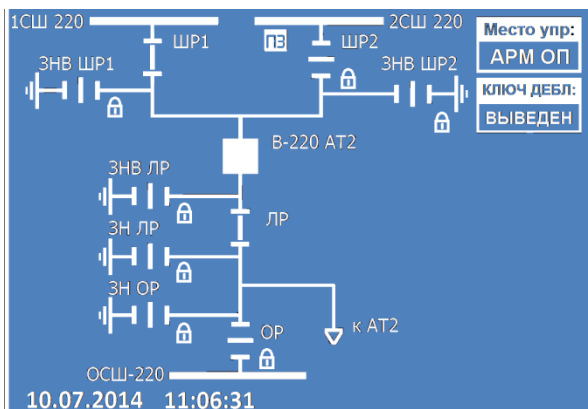 1СШ 220
2СШ 220
Место упр:
АРМ ОП
КЛЮЧ ДЕБЛ:
ВЫВЕДЕН
ШР1
ПЗ
ШР2
ЗНВ ШР1
ЗНВ ШР2
В-220 АТ2
ЗНВ ЛР
ЛР
ЗН ЛР
ЗН ОР
ОР
к АТ2
ОСШ-220
10.07.2014 11:06:31